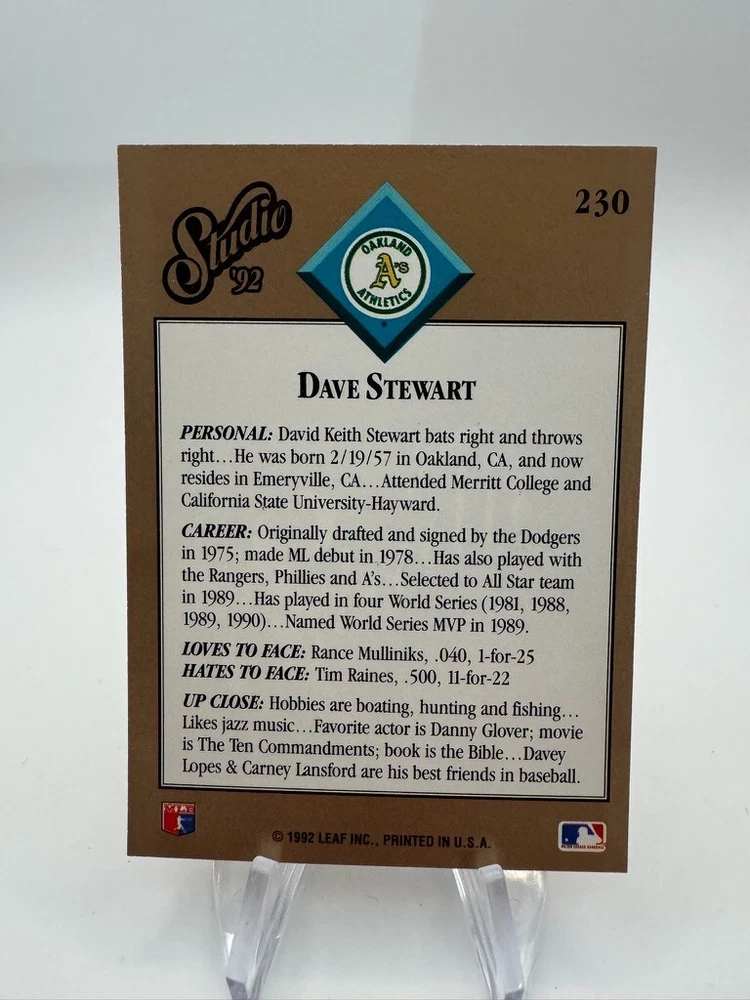 Studio
'92
230
OAKLAND
A's
ATHLETICS
DAVE STEWART
PERSONAL: David Keith Stewart bats right and throws
right...He was born 2/19/57 in Oakland, CA, and now
resides in Emeryville, CA...Attended Merritt College and
California State University-Hayward.
CAREER: Originally drafted and signed by the Dodgers
in 1975; made ML debut in 1978...Has also played with
the Rangers, Phillies and A's...Selected to All Star team
in 1989...Has played in four World Series (1981, 1988,
1989, 1990)...Named World Series MVP in 1989.
LOVES TO FACE: Rance Mulliniks, .040, 1-for-25
HATES TO FACE: Tim Raines, .500, 11-for-22
UP CLOSE: Hobbies are boating, hunting and fishing...
Likes jazz music...Favorite actor is Danny Glover; movie
is The Ten Commandments; book is the Bible...Davey
Lopes & Carney Lansford are his best friends in baseball.
© 1992 LEAF INC., PRINTED IN U.S.A.